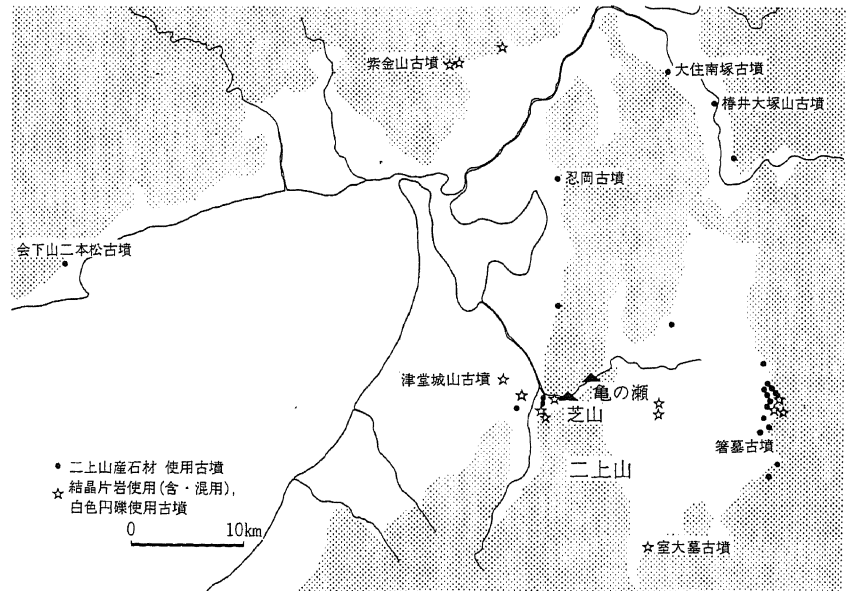 紫金山古墳
大住南塚古墳
椿井大塚山古墳
忍岡古墳
会下山二本松古墳
津堂城山古墳
亀の瀬
芝山
箸墓古墳
二上山
二上山産石材 使用古墳
結晶片岩使用(含・混用),
白色円礫使用古墳
0 10km
室大墓古墳